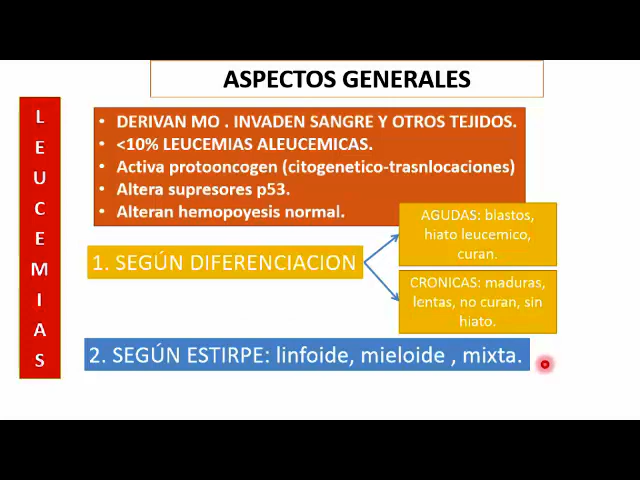 ASPECTOS GENERALES
LEUCEMIAS
• DERIVAN MO . INVADEN SANGRE Y OTROS TEJIDOS.
• <10% LEUCEMIAS ALEUCEMICAS.
• Activa protooncogen (citogenetico-trasnlocaciones)
• Altera supresores p53.
• Alteran hemopoyesis normal.
1. SEGÚN DIFERENCIACION
AGUDAS: blastos,
hiato leucemico,
curan.
CRONICAS: maduras,
lentas, no curan, sin
hiato.
2. SEGÚN ESTIRPE: linfoide, mieloide , mixta.